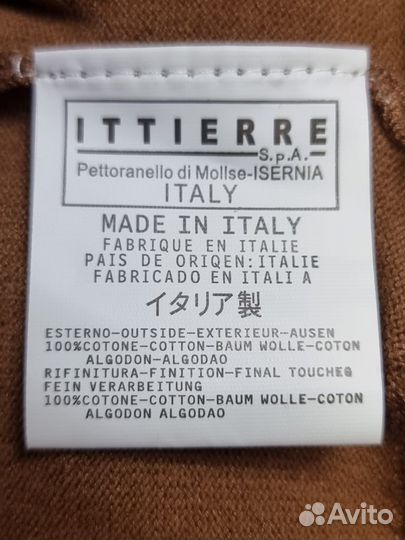 ITTIERRE
S.p.A.
Pettoranello di Mollse-ISERNIA
ITALY
MADE IN ITALY
FABRIQUE EN ITALIE
PAIS DE ORIQEN:ITALIE
FABRICADO EN ITALI A
イタリア製
ESTERNO-OUTSIDE-EXTERIEUR-AUSEN
100%COTONE-COTTON-BAUM WOLLE-COTON
ALGODON-ALGODAO
RIFINITURA-FINITION-FINAL TOUCHEG
FEIN VERARBEITUNG
100%COTONE-COTTON-BAUM WOLLE-COTON
ALGODON ALGODAO
Avito